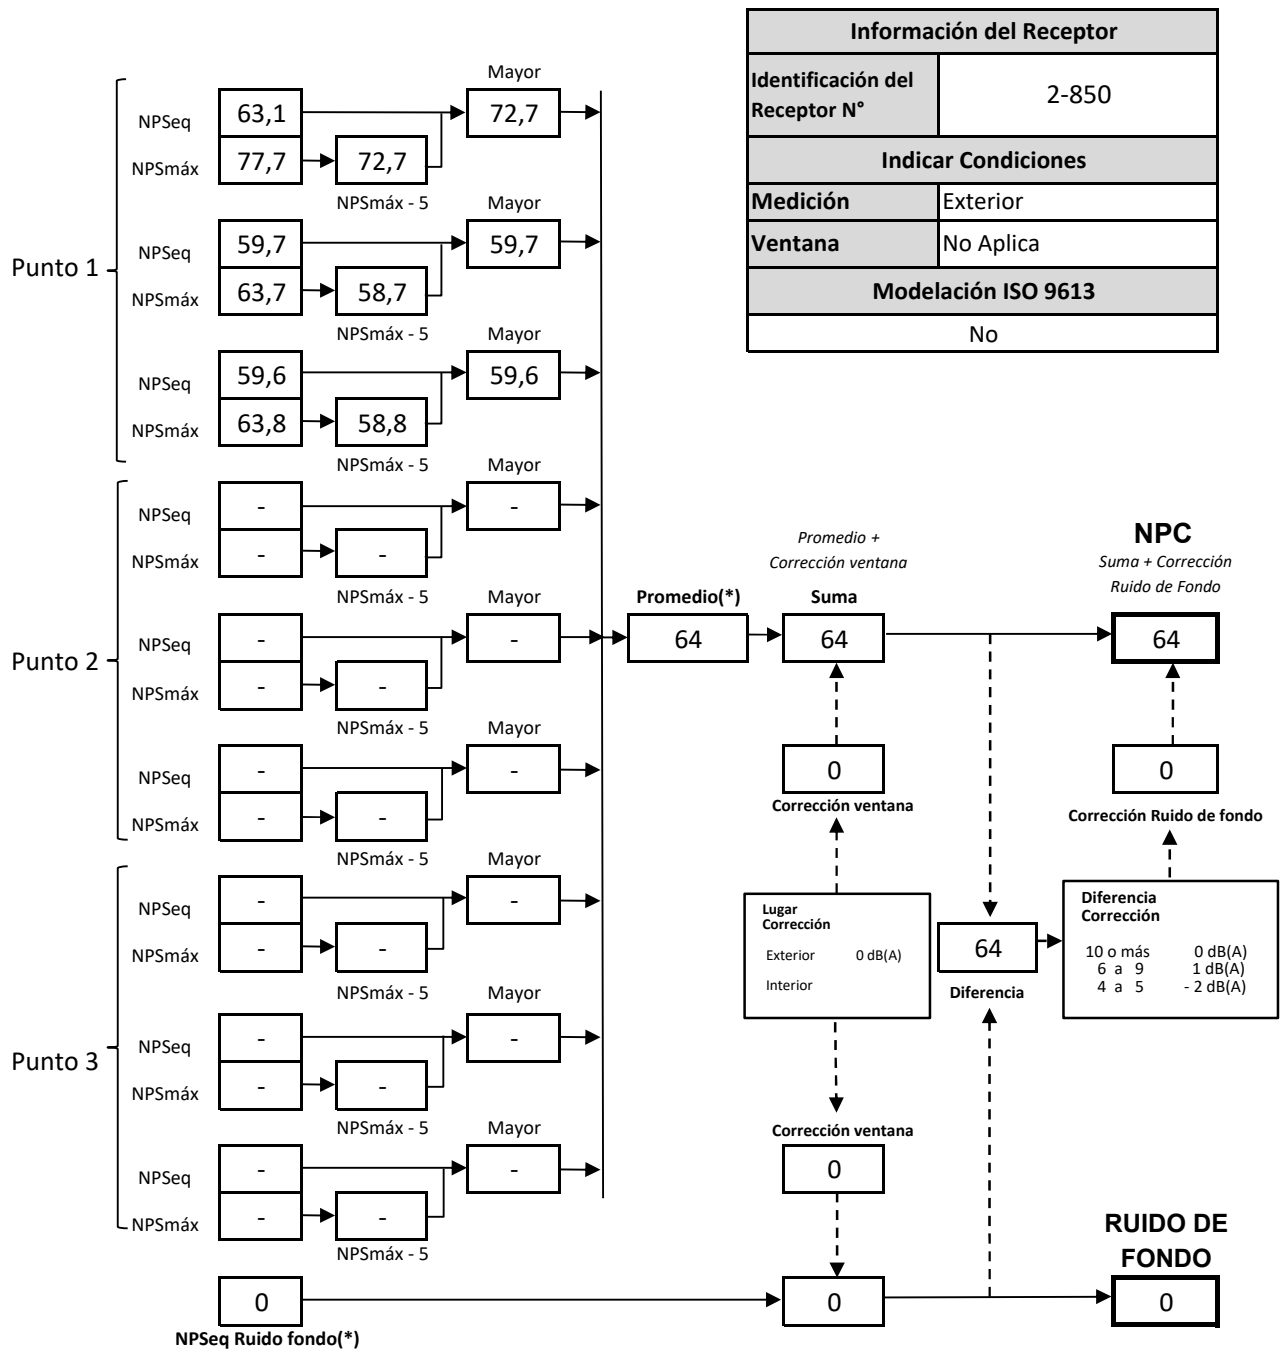 Información del Receptor
Identificación del
Receptor N°
2-850
Indicar Condiciones
Medición
Exterior
Ventana
No Aplica
Modelación ISO 9613
No
Punto 1
Mayor
NPSeq
63,1
72,7
NPSmáx
77,7
72,7
NPSmáx - 5
Mayor
NPSeq
59,7
59,7
NPSmáx
63,7
58,7
NPSmáx - 5
Mayor
NPSeq
59,6
59,6
NPSmáx
63,8
58,8
NPSmáx - 5
Punto 2
Mayor
NPSeq
-
-
NPSmáx
-
-
NPSmáx - 5
Mayor
NPSeq
-
-
NPSmáx
-
-
NPSmáx - 5
Mayor
NPSeq
-
-
NPSmáx
-
-
NPSmáx - 5
Punto 3
Mayor
NPSeq
-
-
NPSmáx
-
-
NPSmáx - 5
Mayor
NPSeq
-
-
NPSmáx
-
-
NPSmáx - 5
Mayor
NPSeq
-
-
NPSmáx
-
-
NPSmáx - 5
0
NPSeq Ruido fondo(*)
Promedio(*)
64
Promedio +
Corrección ventana
Suma
64
0
Corrección ventana
Lugar
Corrección
Exterior 0 dB(A)
Interior
Corrección ventana
0
0
64
Diferencia
NPC
Suma + Corrección
Ruido de Fondo
64
0
Corrección Ruido de fondo
Diferencia
Corrección
10 o más 0 dB(A)
6 a 9 1 dB(A)
4 a 5 - 2 dB(A)
RUIDO DE
FONDO
0